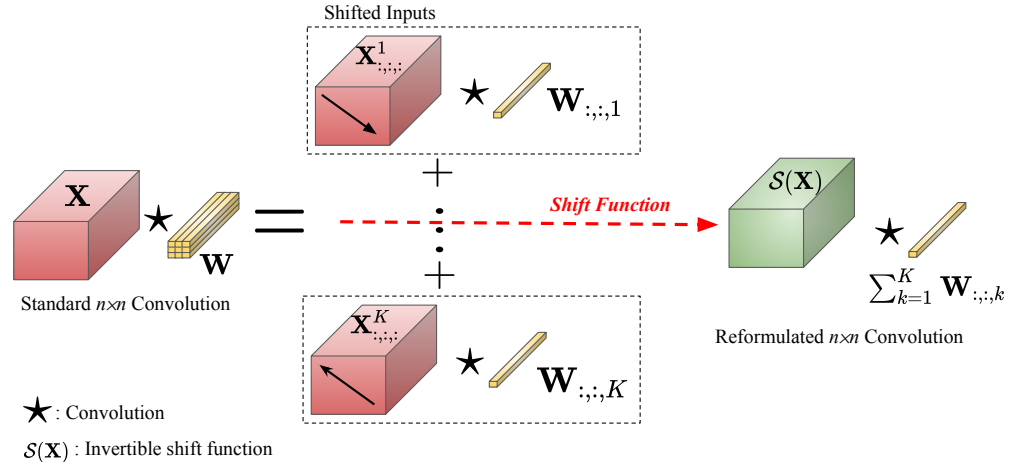 Shifted Inputs
X^1_{:,:,:}
★ W_{:,:,1}
+
X
★
W
=
Standard n×n Convolution
⋮
Shift Function
S(X)
★
∑_{k=1}^{K} W_{:,:,k}
Reformulated n×n Convolution
+
X^K_{:,:,:}
★ W_{:,:,K}
★ : Convolution
S(X) : Invertible shift function